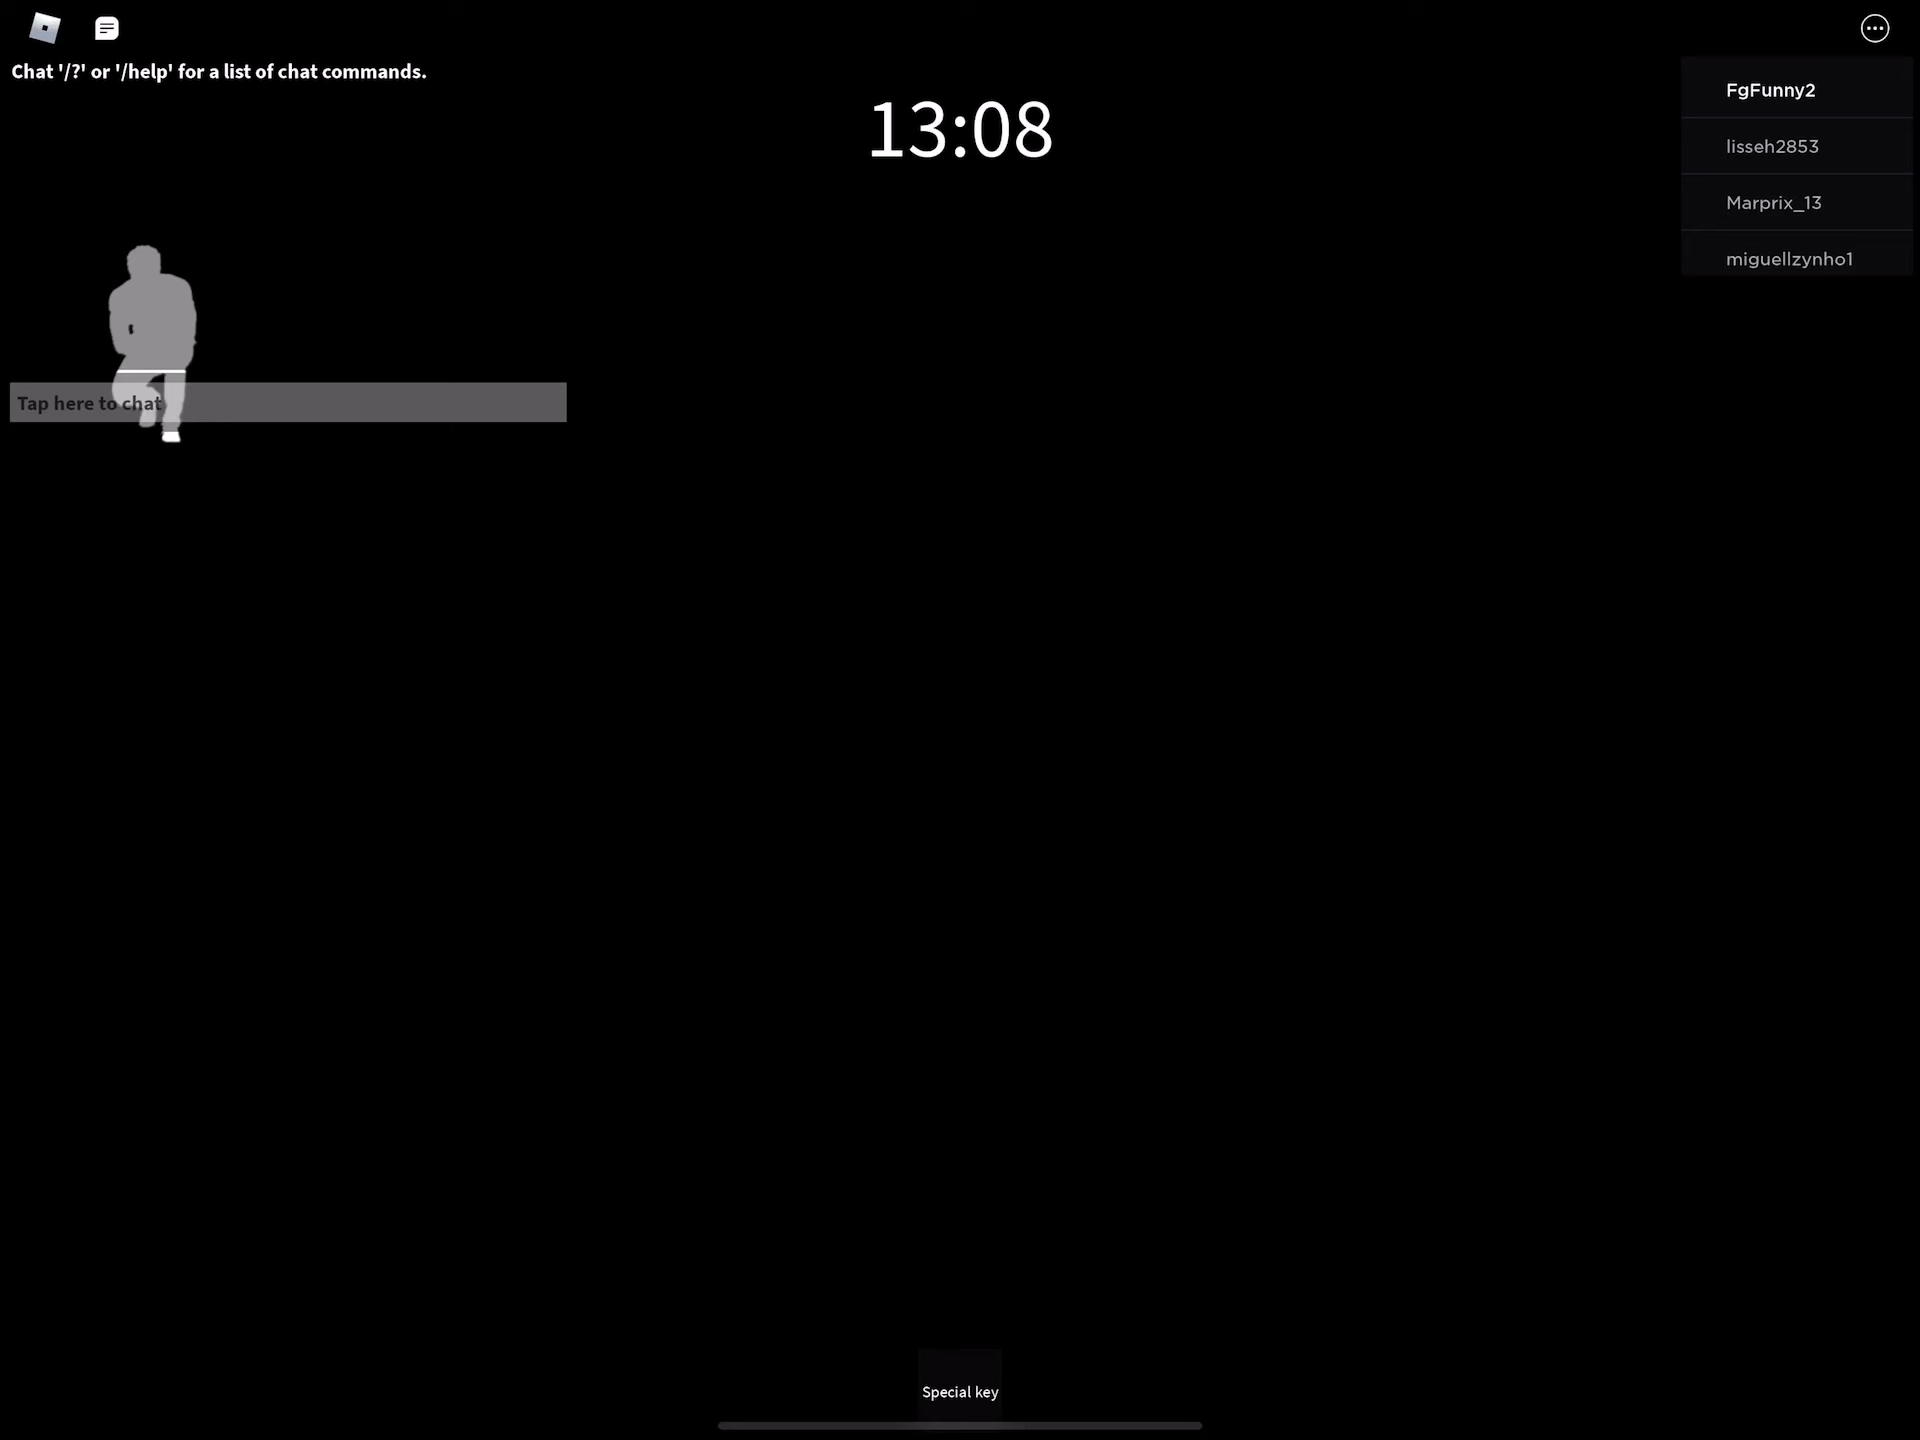 Chat '/?' or '/help' for a list of chat commands.
13:08
FgFunny2
lisseh2853
Marprix_13
miguellzynho1
Tap here to chat
Special key